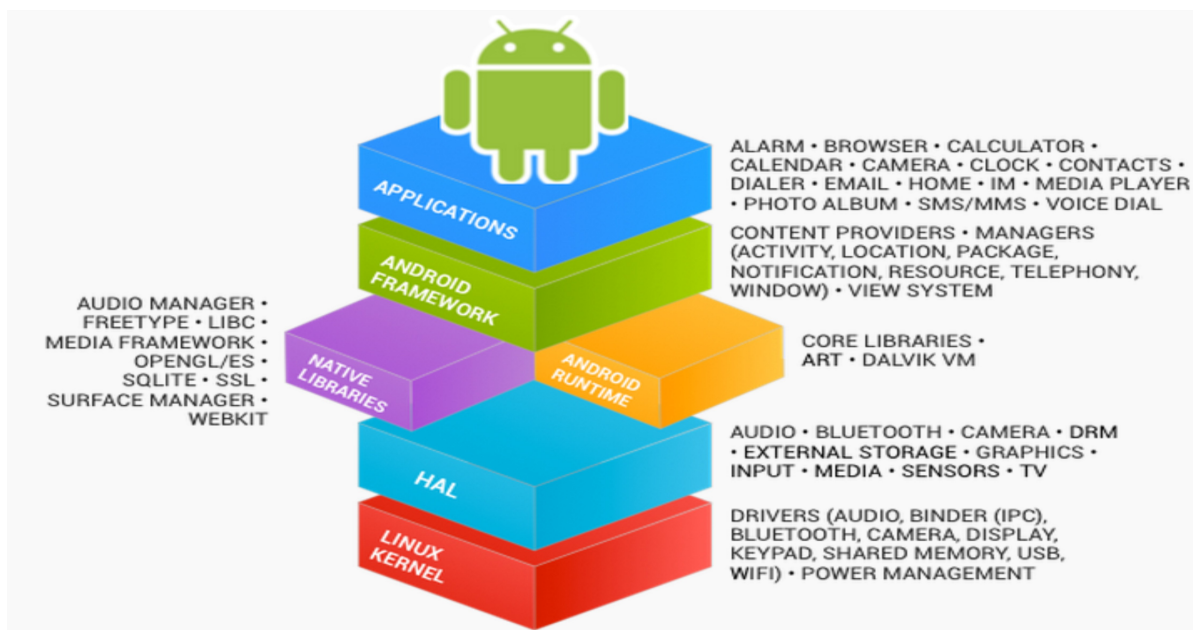 APPLICATIONS
ALARM • BROWSER • CALCULATOR •
CALENDAR • CAMERA • CLOCK • CONTACTS •
DIALER • EMAIL • HOME • IM • MEDIA PLAYER
• PHOTO ALBUM • SMS/MMS • VOICE DIAL
ANDROID
FRAMEWORK
CONTENT PROVIDERS • MANAGERS
(ACTIVITY, LOCATION, PACKAGE,
NOTIFICATION, RESOURCE, TELEPHONY,
WINDOW) • VIEW SYSTEM
AUDIO MANAGER •
FREETYPE • LIBC •
MEDIA FRAMEWORK •
OPENGL/ES •
SQLITE • SSL •
SURFACE MANAGER •
WEBKIT
NATIVE
LIBRARIES
ANDROID
RUNTIME
CORE LIBRARIES •
ART • DALVIK VM
HAL
AUDIO • BLUETOOTH • CAMERA • DRM
• EXTERNAL STORAGE • GRAPHICS •
INPUT • MEDIA • SENSORS • TV
LINUX
KERNEL
DRIVERS (AUDIO, BINDER (IPC),
BLUETOOTH, CAMERA, DISPLAY,
KEYPAD, SHARED MEMORY, USB,
WIFI) • POWER MANAGEMENT